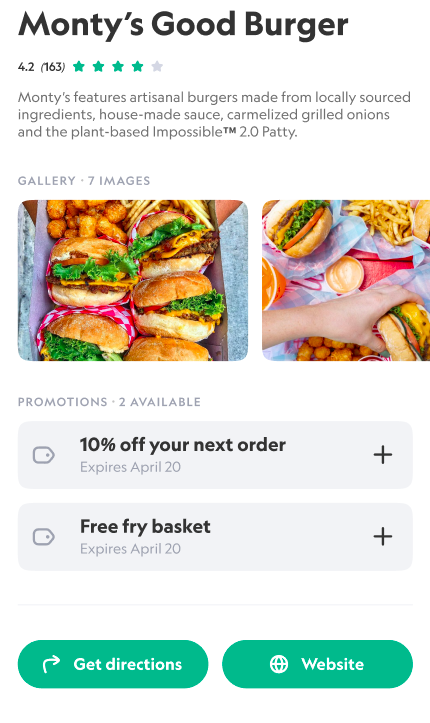 Monty's Good Burger
4.2 (163)
Monty's features artisanal burgers made from locally sourced
ingredients, house-made sauce, carmelized grilled onions
and the plant-based Impossible™ 2.0 Patty.
GALLERY · 7 IMAGES
PROMOTIONS · 2 AVAILABLE
10% off your next order
Expires April 20
Free fry basket
Expires April 20
Get directions
Website